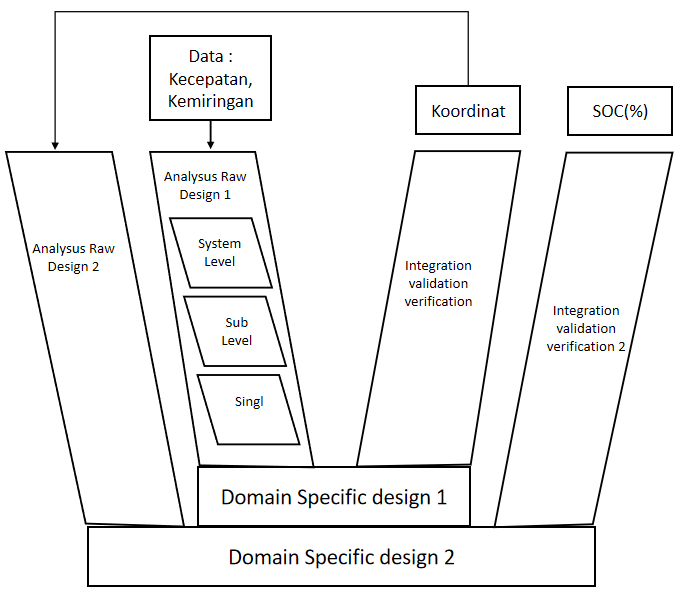 Data :
Kecepatan,
Kemiringan
Koordinat
SOC(%)
Analysus Raw
Design 2
Analysus Raw
Design 1
System
Level
Sub
Level
Singl
Integration
validation
verification
Integration
validation
verification 2
Domain Specific design 1
Domain Specific design 2